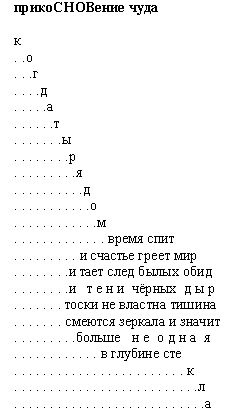 прикоСНОВение чуда
к
. .о
. . .г
. . . .д
. . . . .а
. . . . . .т
. . . . . . . .ы
. . . . . . . . .р
. . . . . . . . . .я
. . . . . . . . . . .д
. . . . . . . . . . . .о
. . . . . . . . . . . . .м
. . . . . . . . . . . . . . время спит
. . . . . . . . . . и счастье греет мир
. . . . . . . . .и тает след былых обид
. . . . . . . . .и т е н и чёрных д ы р
. . . . . . . . тоски не властна тишина
. . . . . . . . смеются зеркала и значит
. . . . . . . . . .больше н е о д н а я
. . . . . . . . . . . . . в глубине сте
. . . . . . . . . . . . . . . . . . . . . . . . . . . к
. . . . . . . . . . . . . . . . . . . . . . . . . . . . .л
. . . . . . . . . . . . . . . . . . . . . . . . . . . . . .а